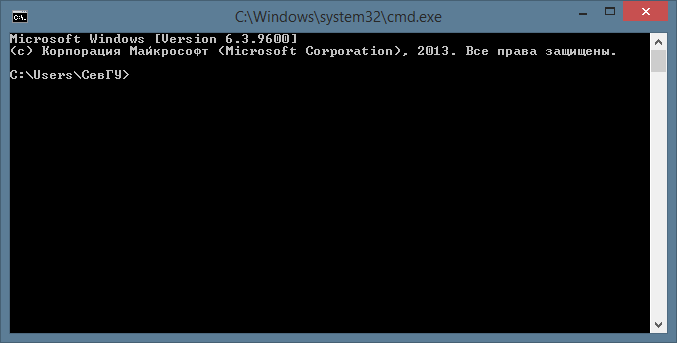 C:\Windows\system32\cmd.exe
Microsoft Windows [Version 6.3.9600]
(c) Корпорация Майкрософт (Microsoft Corporation), 2013. Все права защищены.
C:\Users\СевГУ>